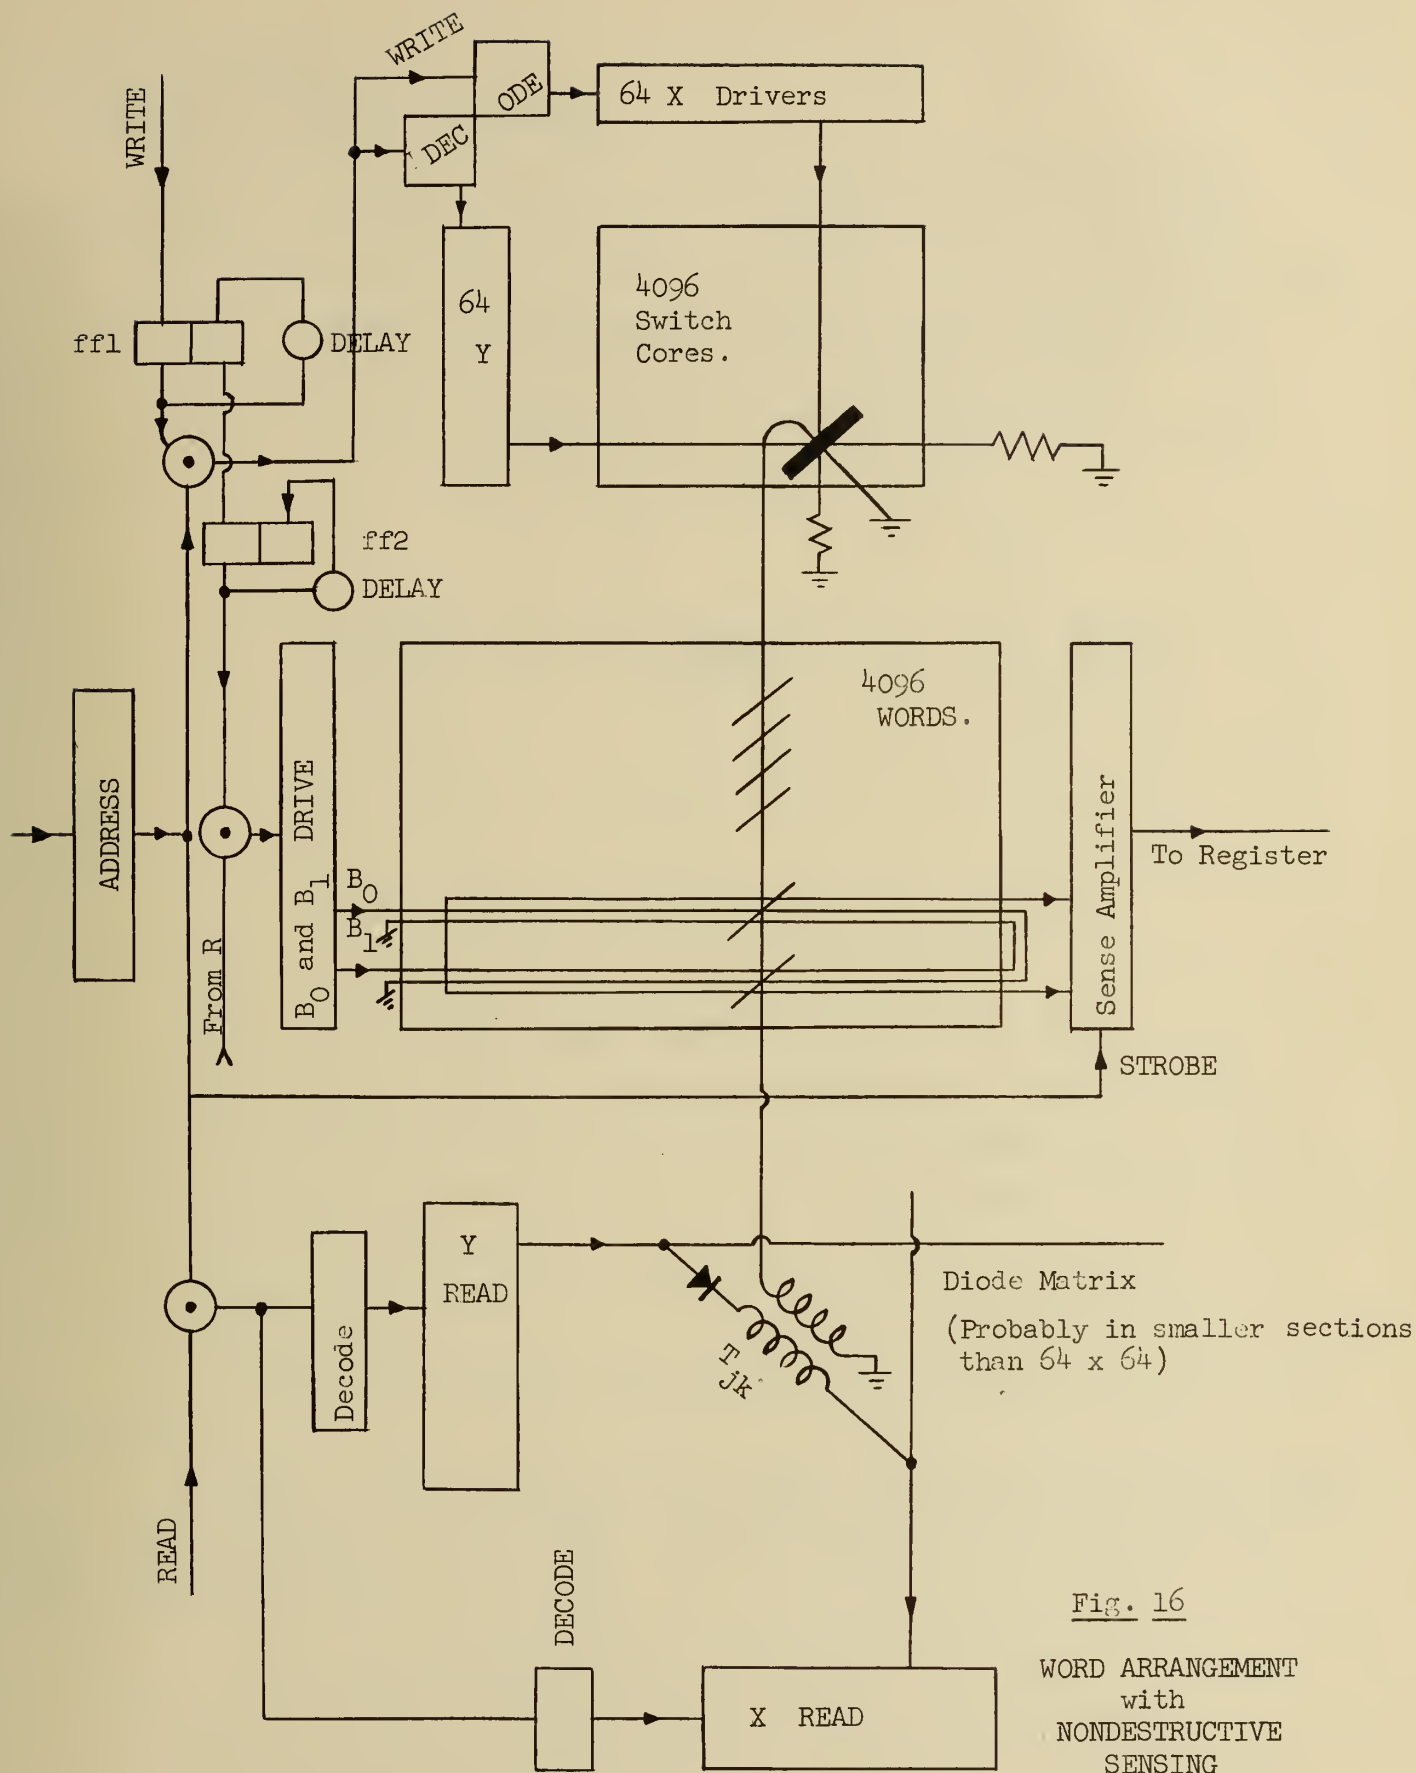 WRITE
WRITE
DECODE
64 X Drivers
64
Y
4096
Switch
Cores.
ff1
DELAY
ff2
DELAY
ADDRESS
From R
B0 and B1 DRIVE
B0
B1
4096
WORDS.
Sense Amplifier
To Register
STROBE
Decode
Y
READ
Tjk
Diode Matrix
(Probably in smaller sections
than 64 x 64)
READ
DECODE
X READ
Fig. 16
WORD ARRANGEMENT
with
NONDESTRUCTIVE
SENSING